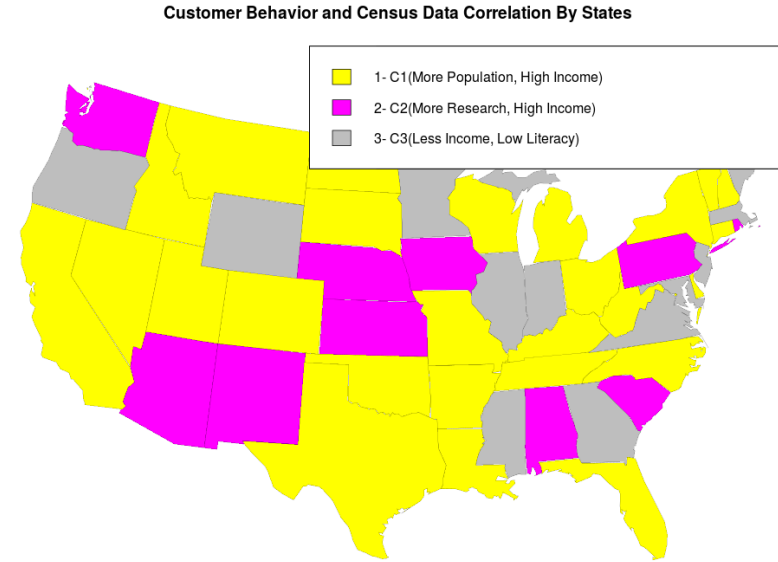 Customer Behavior and Census Data Correlation By States
1- C1(More Population, High Income)
2- C2(More Research, High Income)
3- C3(Less Income, Low Literacy)